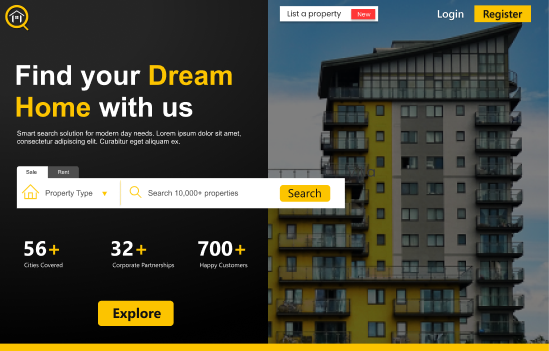 List a property New
Login Register
Find your Dream
Home with us
Smart search solution for modern day needs. Lorem ipsum dolor sit amet,
consectetur adipiscing elit. Curabitur eget aliquam ex.
Sale Rent
Property Type Search 10,000+ properties Search
56+ 32+ 700+
Cities Covered Corporate Partnerships Happy Customers
Explore